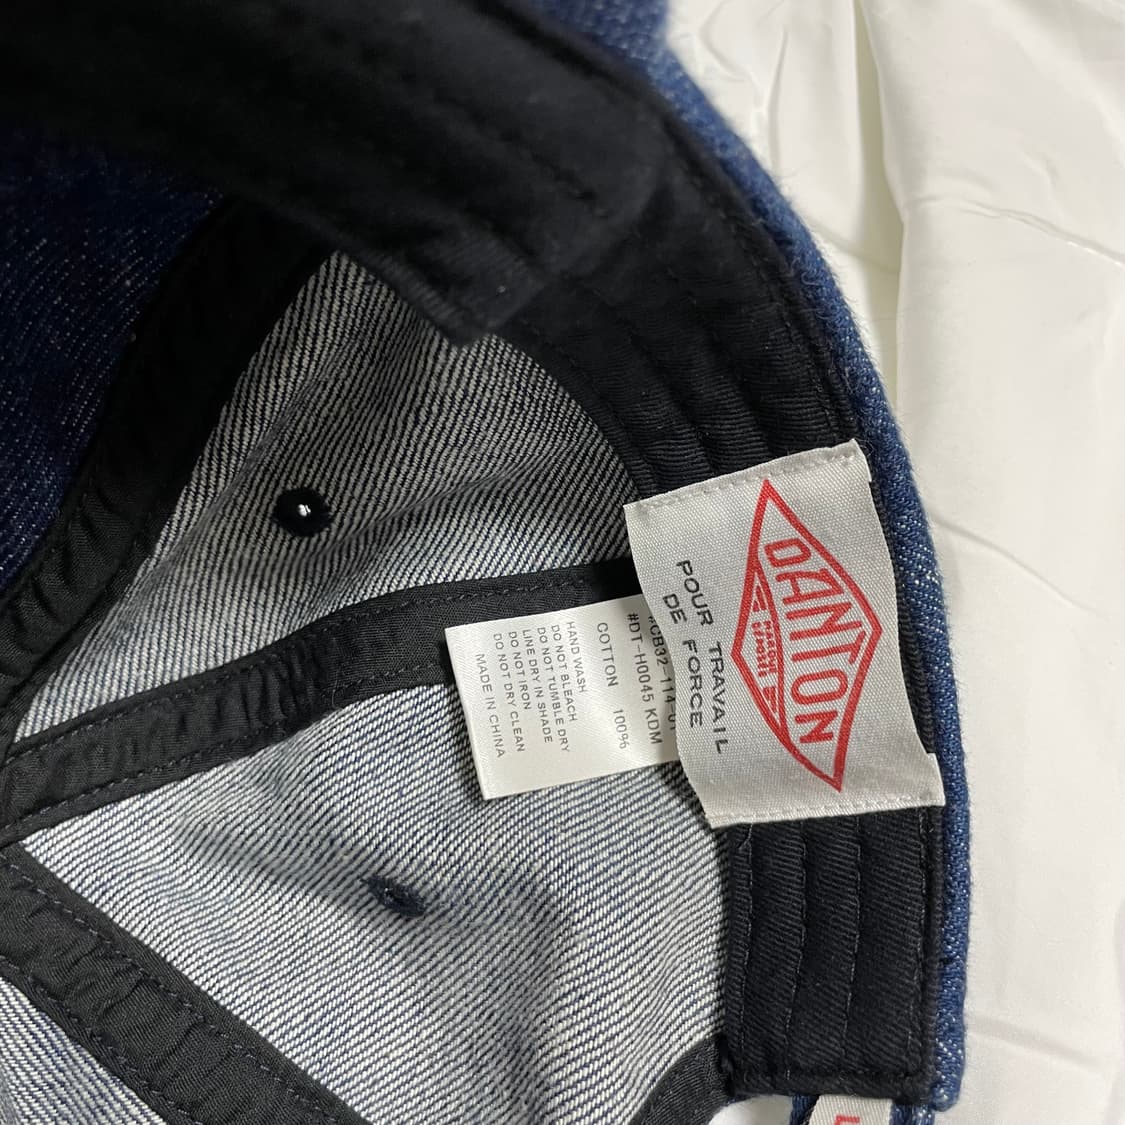 DANTON
POUR TRAVAIL
DE FORCE
#DT-H0045 KDM
COTTON 100%
HAND WASH
DO NOT BLEACH
DO NOT TUMBLE DRY
LINE DRY IN SHADE
DO NOT IRON
DO NOT DRY CLEAN
MADE IN CHINA